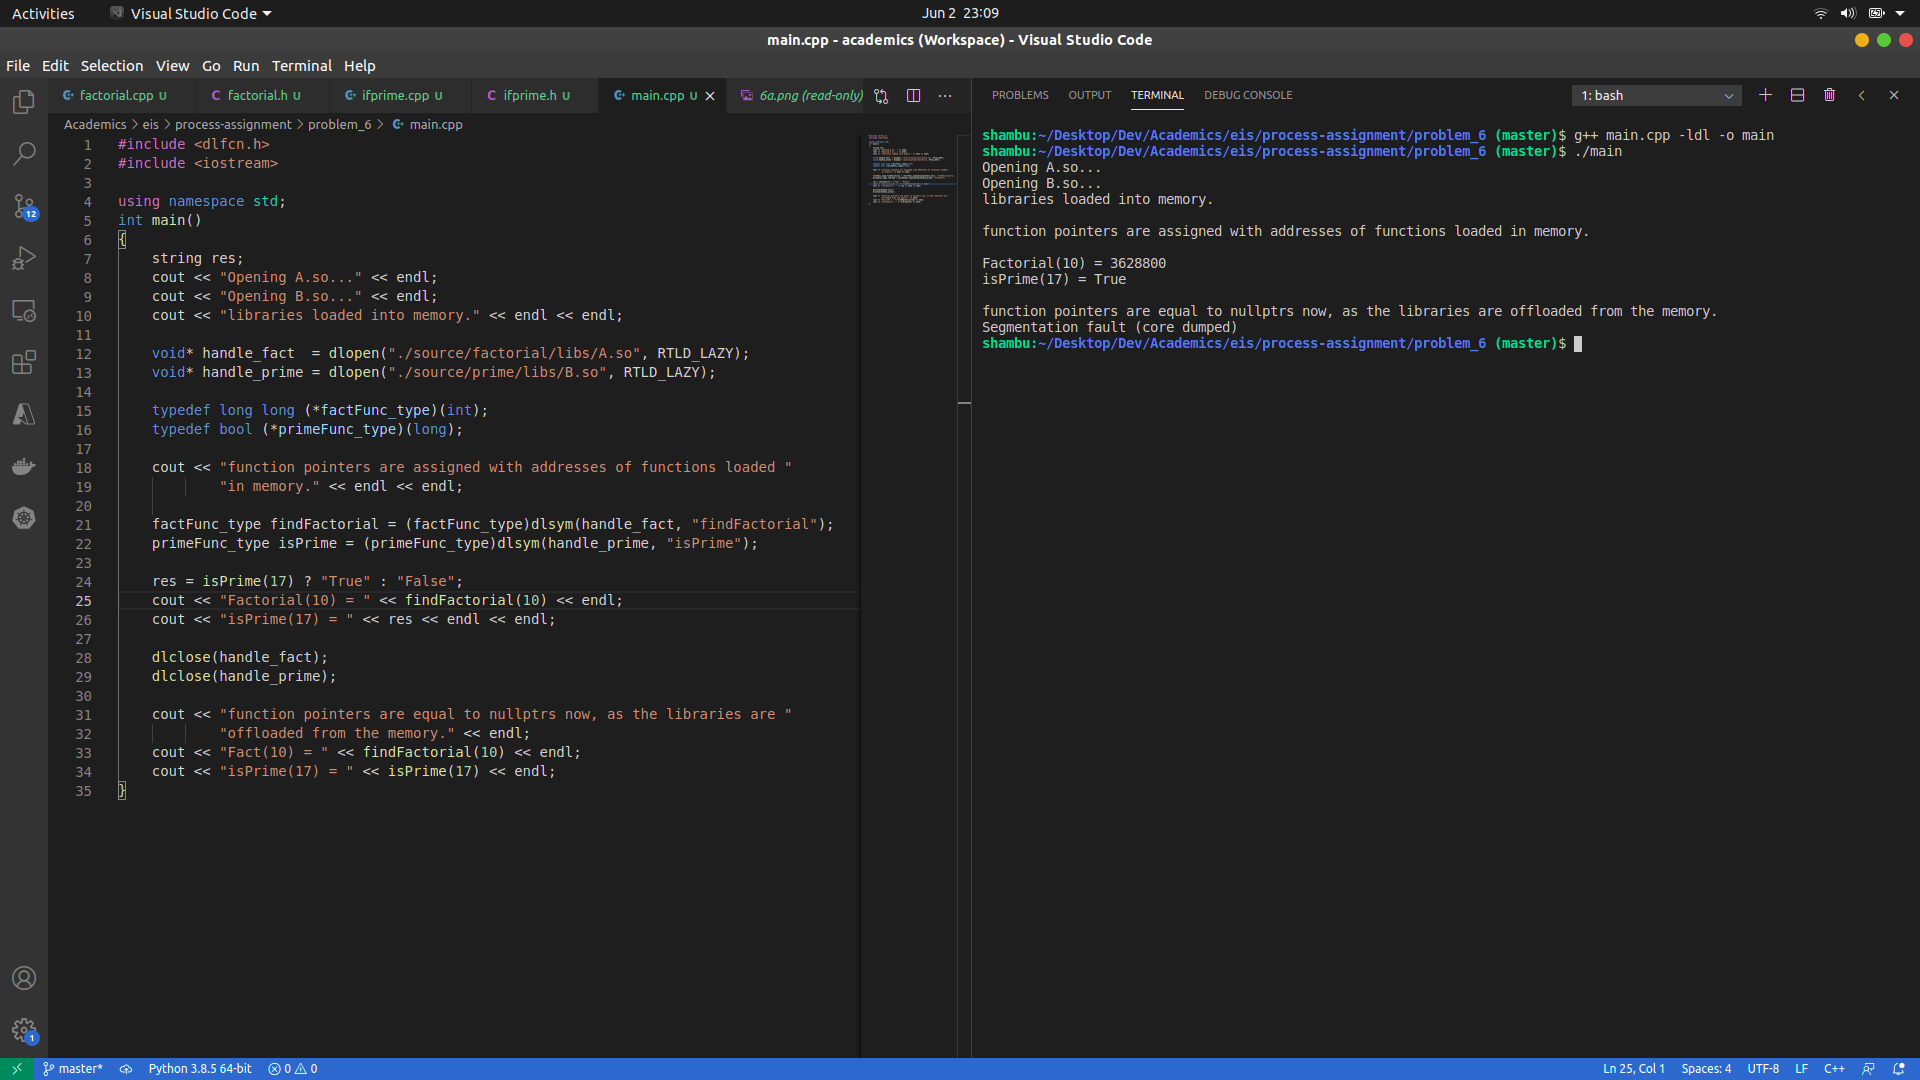 Activities Visual Studio Code Jun 2 23:09
main.cpp - academics (Workspace) - Visual Studio Code
File Edit Selection View Go Run Terminal Help
factorial.cpp U factorial.h U ifprime.cpp U ifprime.h U main.cpp U 6a.png (read-only)
Academics > eis > process-assignment > problem_6 > main.cpp
1 #include <dlfcn.h>
2 #include <iostream>
3
4 using namespace std;
5 int main()
6 {
7 string res;
8 cout << "Opening A.so..." << endl;
9 cout << "Opening B.so..." << endl;
10 cout << "libraries loaded into memory." << endl << endl;
11
12 void* handle_fact  = dlopen("./source/factorial/libs/A.so", RTLD_LAZY);
13 void* handle_prime = dlopen("./source/prime/libs/B.so", RTLD_LAZY);
14
15 typedef long long (*factFunc_type)(int);
16 typedef bool (*primeFunc_type)(long);
17
18 cout << "function pointers are assigned with addresses of functions loaded "
19 "in memory." << endl << endl;
20
21 factFunc_type findFactorial = (factFunc_type)dlsym(handle_fact, "findFactorial");
22 primeFunc_type isPrime = (primeFunc_type)dlsym(handle_prime, "isPrime");
23
24 res = isPrime(17) ? "True" : "False";
25 cout << "Factorial(10) = " << findFactorial(10) << endl;
26 cout << "isPrime(17) = " << res << endl << endl;
27
28 dlclose(handle_fact);
29 dlclose(handle_prime);
30
31 cout << "function pointers are equal to nullptrs now, as the libraries are "
32 "offloaded from the memory." << endl;
33 cout << "Fact(10) = " << findFactorial(10) << endl;
34 cout << "isPrime(17) = " << isPrime(17) << endl;
35 }
PROBLEMS OUTPUT TERMINAL DEBUG CONSOLE 1: bash
shambu:~/Desktop/Dev/Academics/eis/process-assignment/problem_6 (master)$ g++ main.cpp -ldl -o main
shambu:~/Desktop/Dev/Academics/eis/process-assignment/problem_6 (master)$ ./main
Opening A.so...
Opening B.so...
libraries loaded into memory.
function pointers are assigned with addresses of functions loaded in memory.
Factorial(10) = 3628800
isPrime(17) = True
function pointers are equal to nullptrs now, as the libraries are offloaded from the memory.
Segmentation fault (core dumped)
shambu:~/Desktop/Dev/Academics/eis/process-assignment/problem_6 (master)$
12
1
master* Python 3.8.5 64-bit 0 0 Ln 25, Col 1 Spaces: 4 UTF-8 LF C++